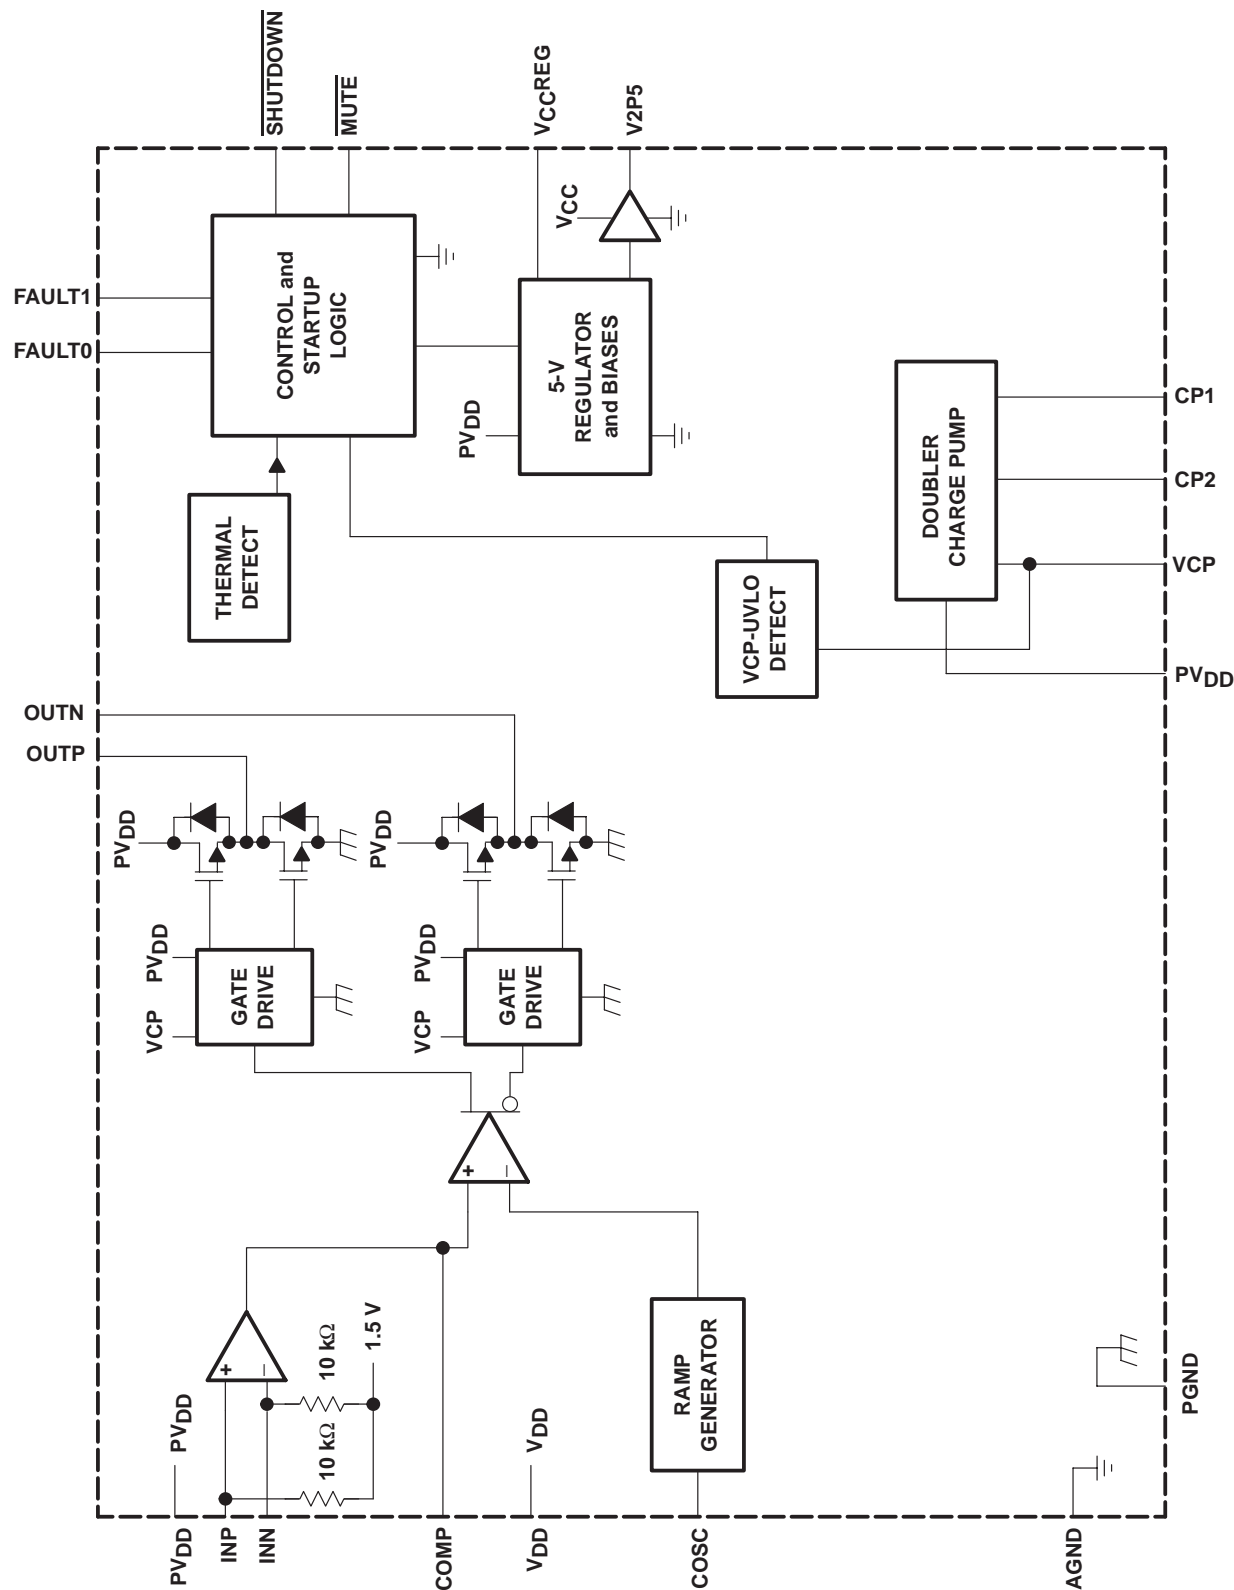 SHUTDOWN
MUTE
VCCREG
V2P5
FAULT1
FAULT0
CONTROL and
STARTUP
LOGIC
VCC
5-V
REGULATOR
and BIASES
PVDD
THERMAL
DETECT
DOUBLER
CHARGE PUMP
CP1
CP2
VCP
PVDD
VCP-UVLO
DETECT
OUTN
OUTP
PVDD
PVDD
PVDD
VCP
GATE
DRIVE
PVDD
VCP
GATE
DRIVE
+
–
+
–
10 kΩ
10 kΩ
1.5 V
RAMP
GENERATOR
PVDD
VDD
PVDD
INP
INN
COMP
VDD
COSC
AGND
PGND